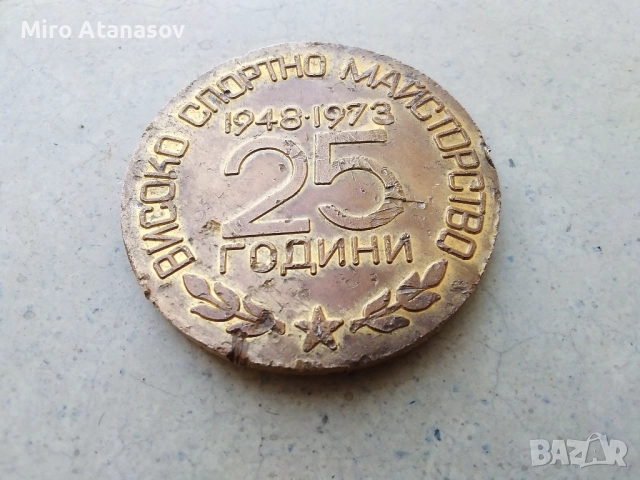 Miro Atanasov
ВИСОКО СПОРТНО МАЙСТОРСТВО
1948·1973
25
ГОДИНИ
BAZAR